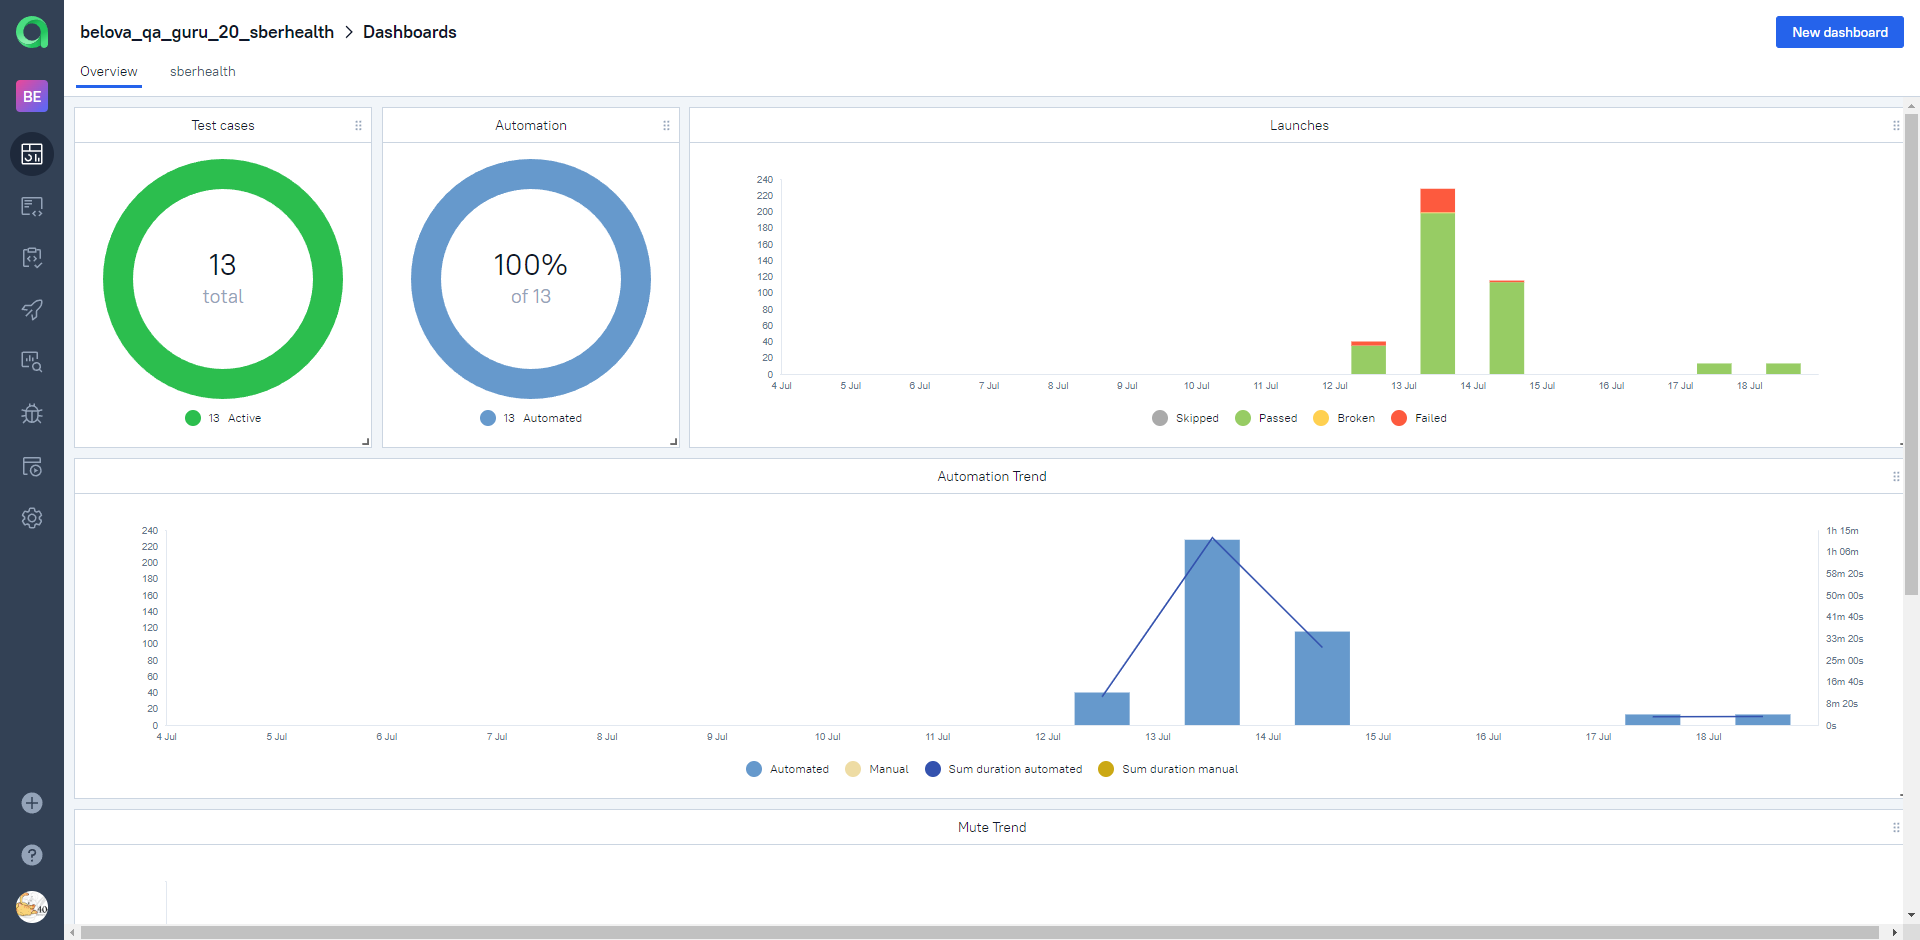 belova_qa_guru_20_sberhealth > Dashboards
New dashboard
Overview
sberhealth
BE
Test cases
13
total
13 Active
Automation
100%
of 13
13 Automated
Launches
240
220
200
180
160
140
120
100
80
60
40
20
0
4 Jul 5 Jul 6 Jul 7 Jul 8 Jul 9 Jul 10 Jul 11 Jul 12 Jul 13 Jul 14 Jul 15 Jul 16 Jul 17 Jul 18 Jul
Skipped Passed Broken Failed
Automation Trend
240
220
200
180
160
140
120
100
80
60
40
20
0
1h 15m
1h 06m
58m 20s
50m 00s
41m 40s
33m 20s
25m 00s
16m 40s
8m 20s
0s
4 Jul 5 Jul 6 Jul 7 Jul 8 Jul 9 Jul 10 Jul 11 Jul 12 Jul 13 Jul 14 Jul 15 Jul 16 Jul 17 Jul 18 Jul
Automated Manual Sum duration automated Sum duration manual
Mute Trend
?
40